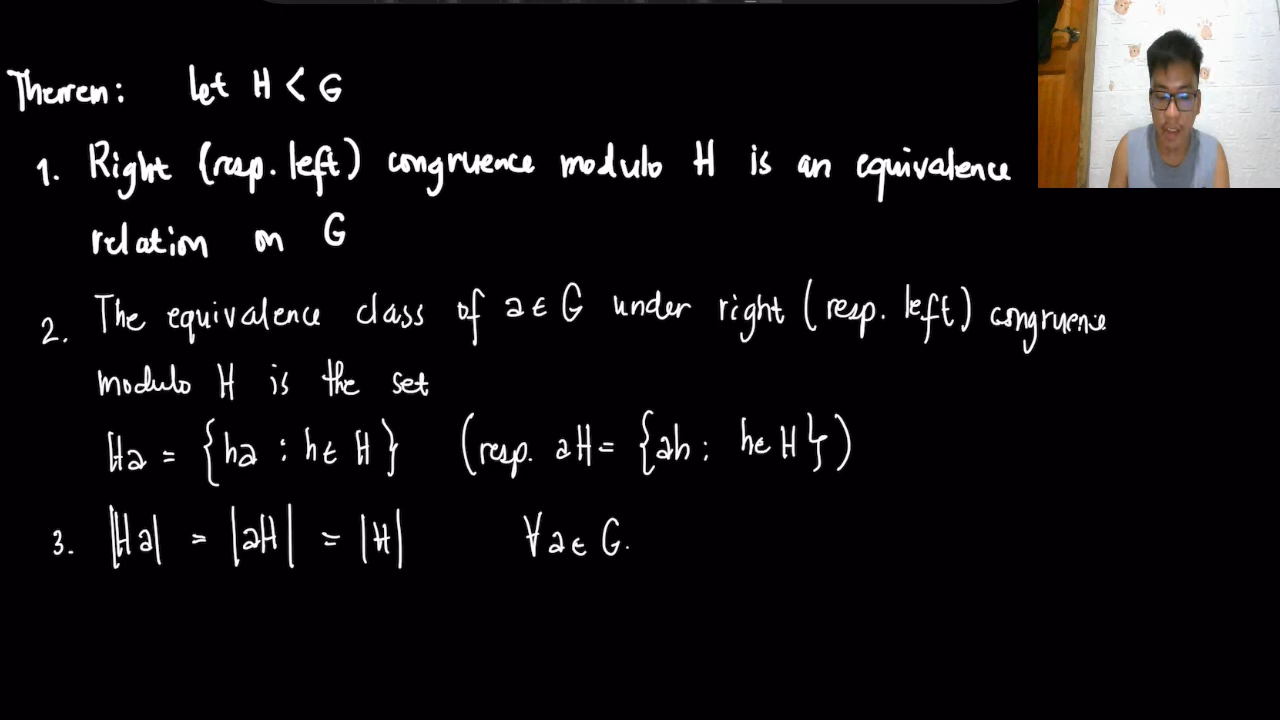 Theorem: let H < G
1. Right (resp. left) congruence modulo H is an equivalence
relation on G
2. The equivalence class of a ∈ G under right (resp. left) congruence
modulo H is the set
Ha = {ha : h ∈ H} (resp. aH = {ah : h ∈ H})
3. |Ha| = |aH| = |H| ∀ a ∈ G.